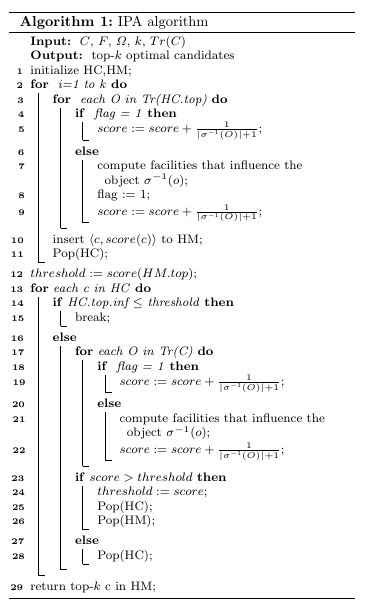 Algorithm 1: IPA algorithm
Input: C, F, Ω, k, Tr(C)
Output: top-k optimal candidates
1 initialize HC,HM;
2 for i=1 to k do
3 for each O in Tr(HC.top) do
4 if flag = 1 then
5 score := score + 1/(|σ⁻¹(O)|+1);
6 else
7 compute facilities that influence the
object σ⁻¹(o);
8 flag := 1;
9 score := score + 1/(|σ⁻¹(O)|+1);
10 insert ⟨c, score(c)⟩ to HM;
11 Pop(HC);
12 threshold := score(HM.top);
13 for each c in HC do
14 if HC.top.inf ≤ threshold then
15 break;
16 else
17 for each O in Tr(C) do
18 if flag = 1 then
19 score := score + 1/(|σ⁻¹(O)|+1);
20 else
21 compute facilities that influence the
object σ⁻¹(o);
22 score := score + 1/(|σ⁻¹(O)|+1);
23 if score > threshold then
24 threshold := score;
25 Pop(HC);
26 Pop(HM);
27 else
28 Pop(HC);
29 return top-k c in HM;